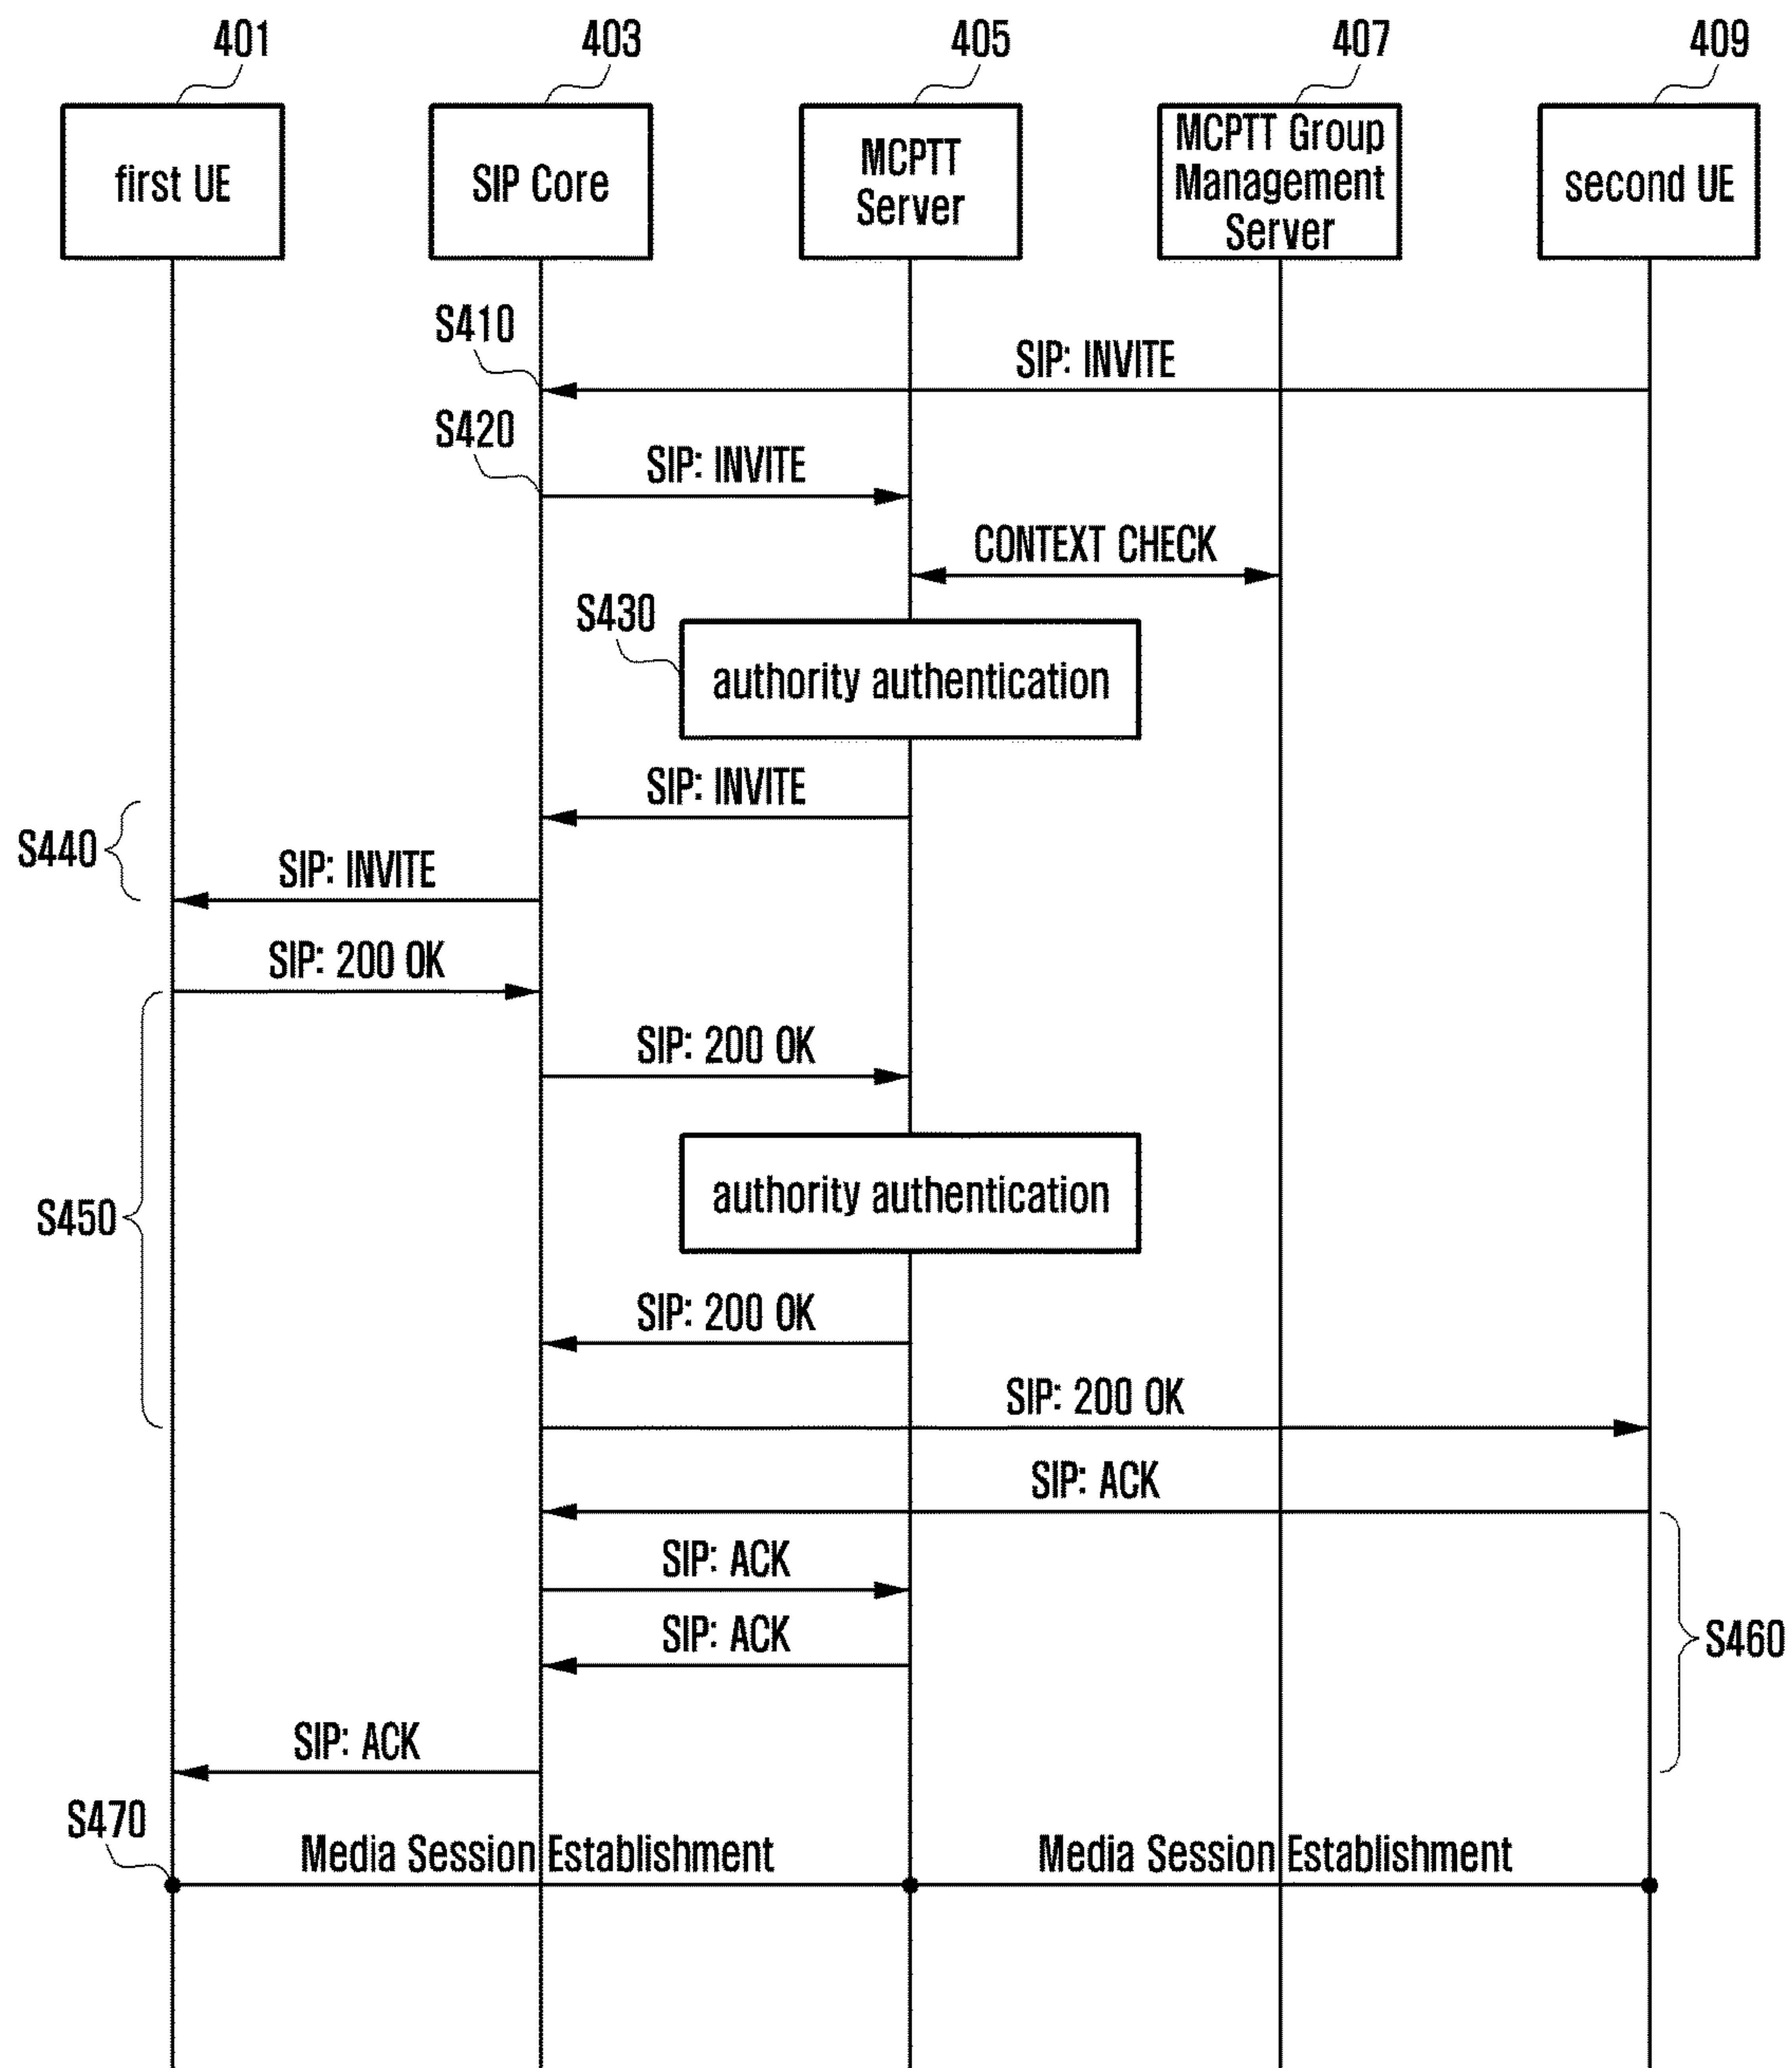 401
403
405
407
409
first UE
SIP Core
MCPTT
Server
MCPTT Group
Management
Server
second UE
S410
SIP: INVITE
S420
SIP: INVITE
CONTEXT CHECK
S430
authority authentication
SIP: INVITE
S440
SIP: INVITE
SIP: 200 OK
SIP: 200 OK
authority authentication
S450
SIP: 200 OK
SIP: 200 OK
SIP: ACK
SIP: ACK
SIP: ACK
S460
SIP: ACK
S470
Media Session Establishment
Media Session Establishment